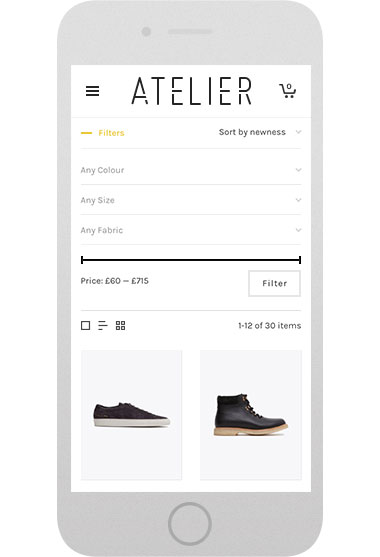 ATELIER
0
Filters
Sort by newness
Any Colour
Any Size
Any Fabric
Price: £60 — £715
Filter
1-12 of 30 items